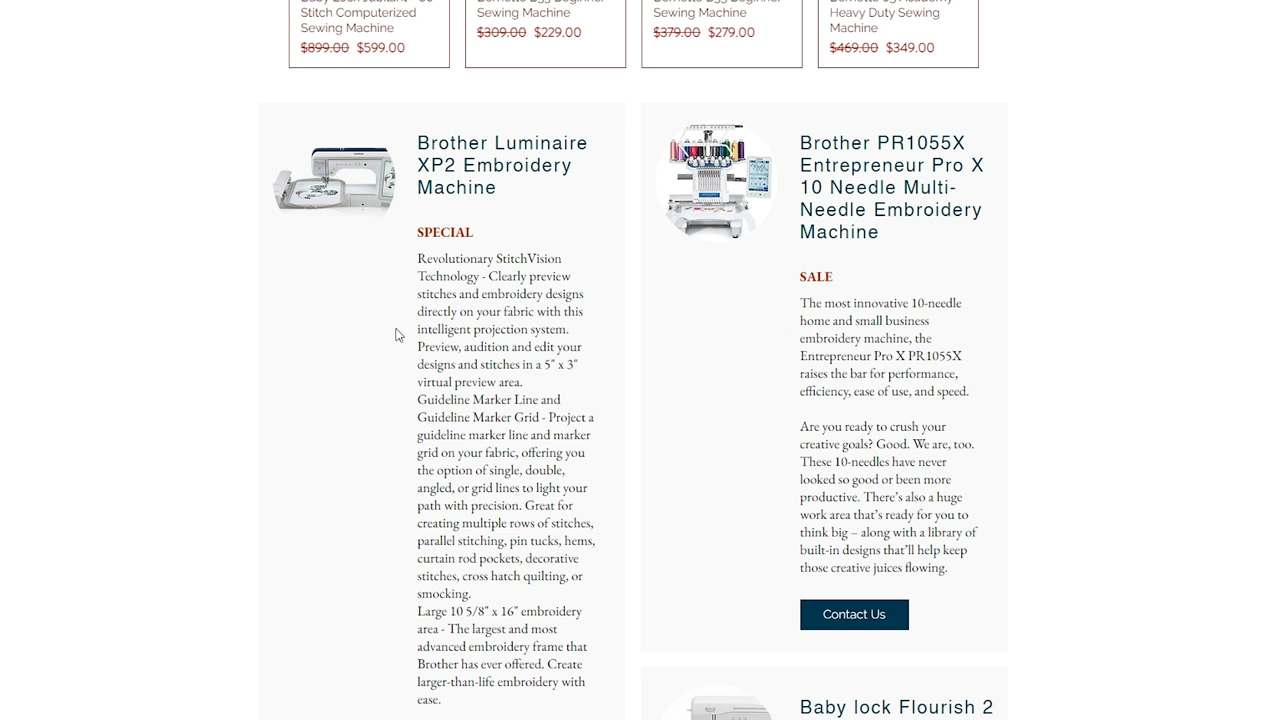 Stitch Computerized
Sewing Machine
$899.00 $599.00
Sewing Machine
$309.00 $229.00
Sewing Machine
$379.00 $279.00
Heavy Duty Sewing
Machine
$469.00 $349.00
Brother Luminaire
XP2 Embroidery
Machine
SPECIAL
Revolutionary StitchVision
Technology - Clearly preview
stitches and embroidery designs
directly on your fabric with this
intelligent projection system.
Preview, audition and edit your
designs and stitches in a 5" x 3"
virtual preview area.
Guideline Marker Line and
Guideline Marker Grid - Project a
guideline marker line and marker
grid on your fabric, offering you
the option of single, double,
angled, or grid lines to light your
path with precision. Great for
creating multiple rows of stitches,
parallel stitching, pin tucks, hems,
curtain rod pockets, decorative
stitches, cross hatch quilting, or
smocking.
Large 10 5/8" x 16" embroidery
area - The largest and most
advanced embroidery frame that
Brother has ever offered. Create
larger-than-life embroidery with
ease.
Brother PR1055X
Entrepreneur Pro X
10 Needle Multi-
Needle Embroidery
Machine
SALE
The most innovative 10-needle
home and small business
embroidery machine, the
Entrepreneur Pro X PR1055X
raises the bar for performance,
efficiency, ease of use, and speed.
Are you ready to crush your
creative goals? Good. We are, too.
These 10-needles have never
looked so good or been more
productive. There's also a huge
work area that's ready for you to
think big – along with a library of
built-in designs that'll help keep
those creative juices flowing.
Contact Us
Baby lock Flourish 2